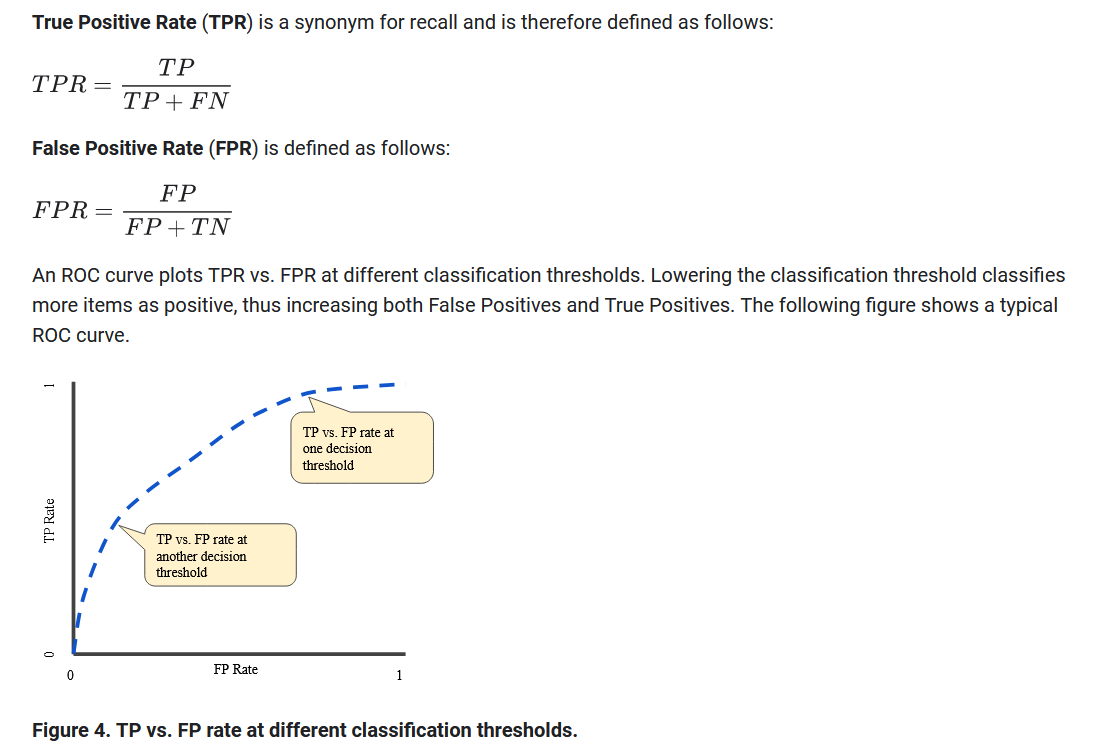 True Positive Rate (TPR) is a synonym for recall and is therefore defined as follows:
TPR = TP / TP + FN
False Positive Rate (FPR) is defined as follows:
FPR = FP / FP + TN
An ROC curve plots TPR vs. FPR at different classification thresholds. Lowering the classification threshold classifies
more items as positive, thus increasing both False Positives and True Positives. The following figure shows a typical
ROC curve.
1
TP vs. FP rate at
one decision
threshold
TP Rate
TP vs. FP rate at
another decision
threshold
0
0
FP Rate
1
Figure 4. TP vs. FP rate at different classification thresholds.